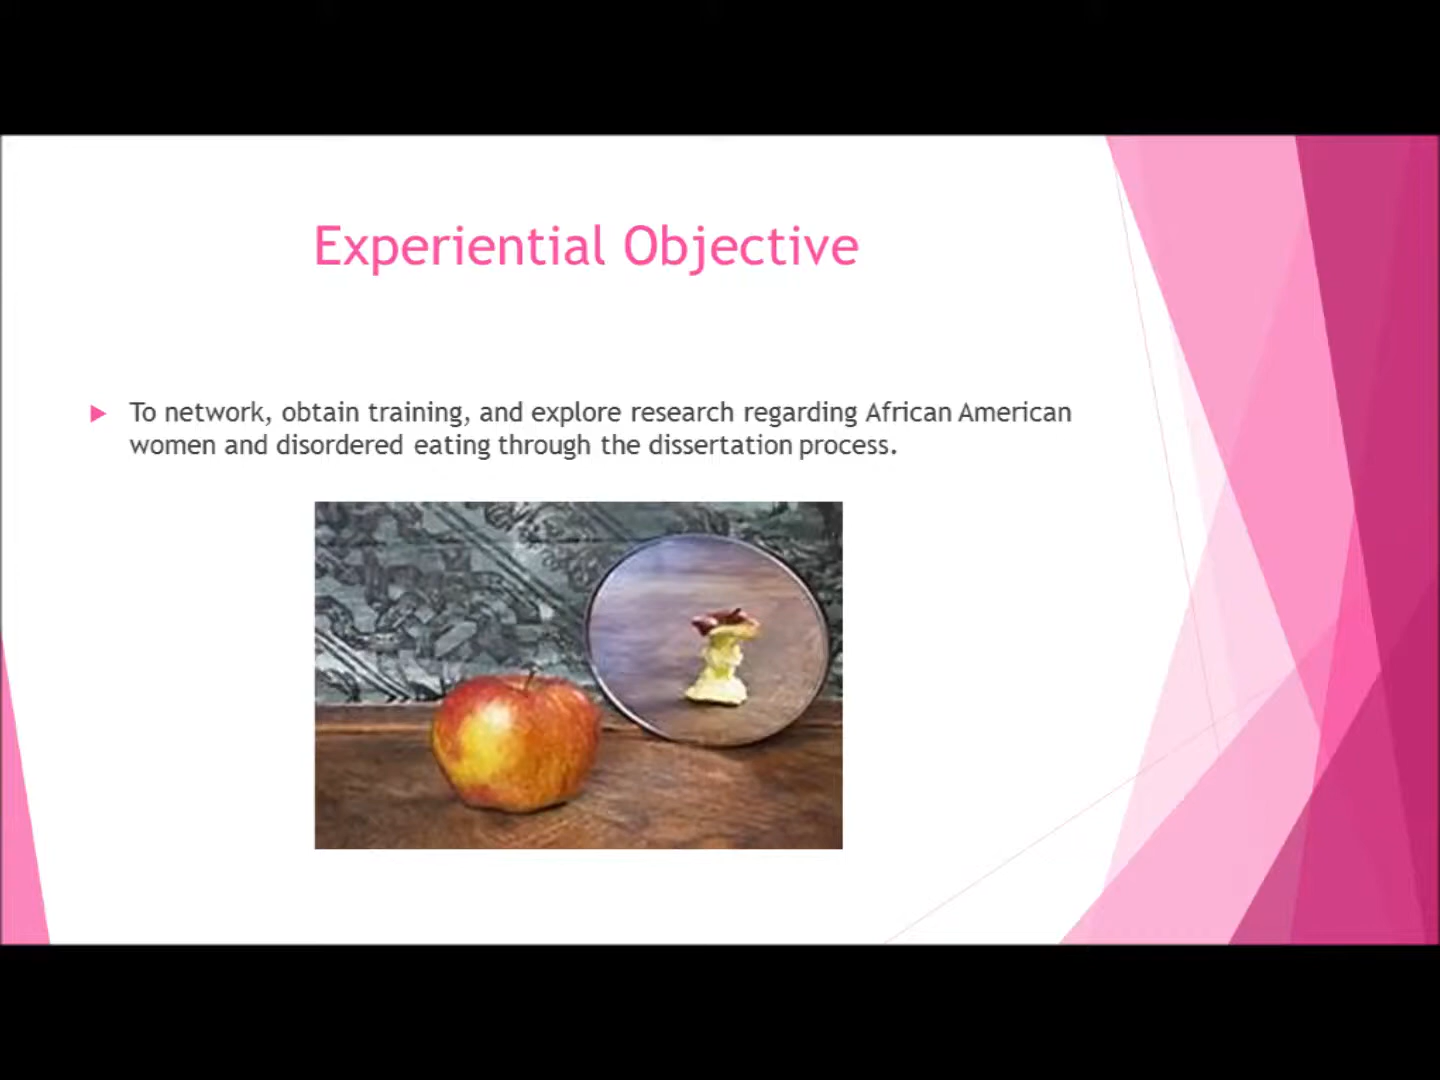 Experiential Objective
To network, obtain training, and explore research regarding African American
women and disordered eating through the dissertation process.